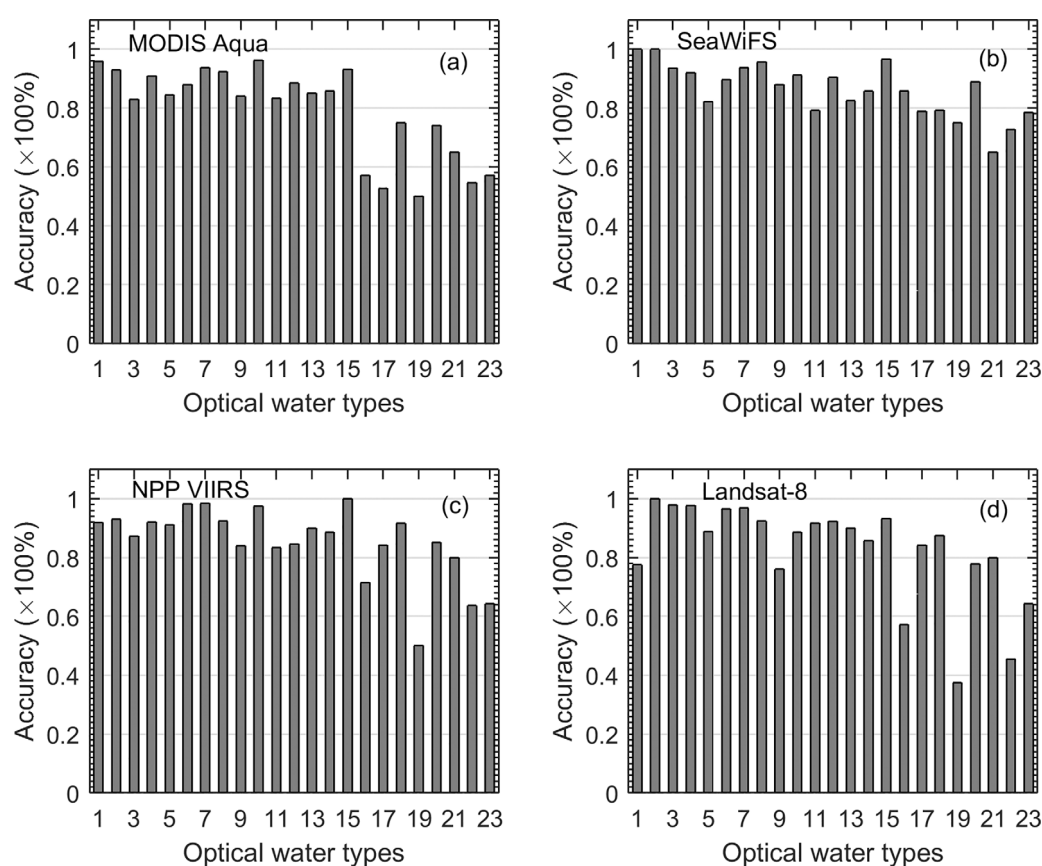 MODIS Aqua
(a)
1
0.8
0.6
0.4
0.2
0
Accuracy (×100%)
1 3 5 7 9 11 13 15 17 19 21 23
Optical water types
SeaWiFS
(b)
1
0.8
0.6
0.4
0.2
0
Accuracy (×100%)
1 3 5 7 9 11 13 15 17 19 21 23
Optical water types
NPP VIIRS
(c)
1
0.8
0.6
0.4
0.2
0
Accuracy (×100%)
1 3 5 7 9 11 13 15 17 19 21 23
Optical water types
Landsat-8
(d)
1
0.8
0.6
0.4
0.2
0
Accuracy (×100%)
1 3 5 7 9 11 13 15 17 19 21 23
Optical water types